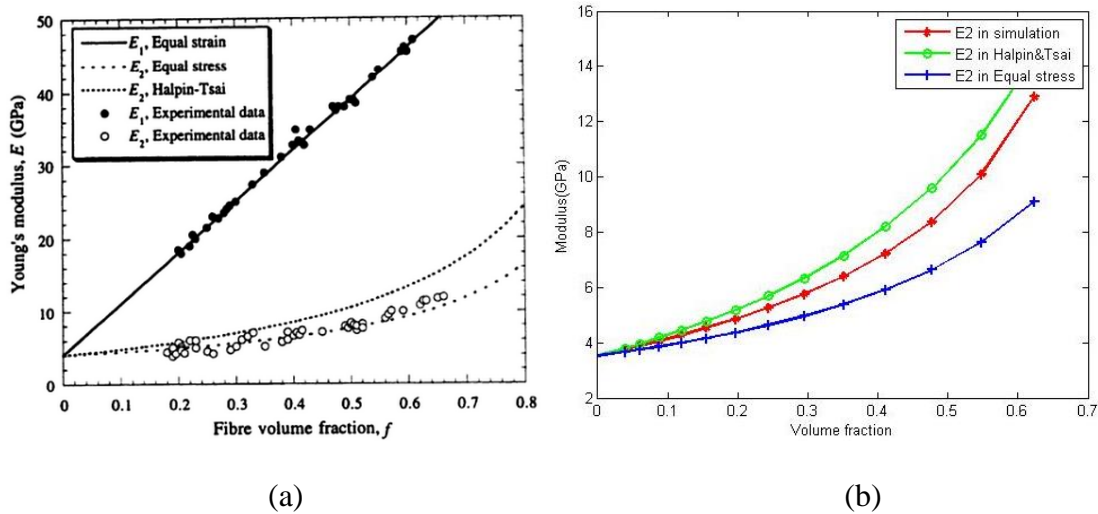 50
40
30
20
10
0
Young's modulus, E (GPa)
E₁, Equal strain
E₂, Equal stress
E₂, Halpin-Tsai
E₁, Experimental data
E₂, Experimental data
0 0.1 0.2 0.3 0.4 0.5 0.6 0.7 0.8
Fibre volume fraction, f
(a)
16
14
12
10
8
6
4
2
Modulus(GPa)
E2 in simulation
E2 in Halpin&Tsai
E2 in Equal stress
0 0.1 0.2 0.3 0.4 0.5 0.6 0.7
Volume fraction
(b)